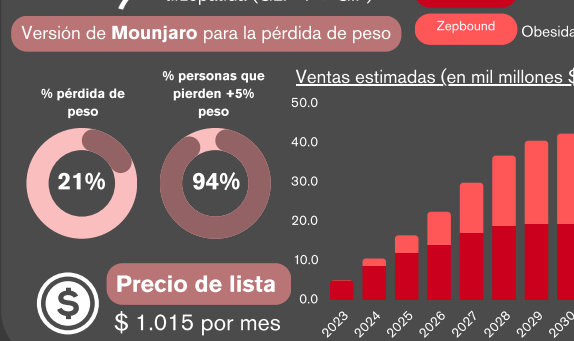 Versión de Mounjaro para la pérdida de peso
Zepbound
Obesida
% pérdida de
peso
% personas que
pierden +5%
peso
21%
94%
Ventas estimadas (en mil millones $
50.0
40.0
30.0
20.0
10.0
0.0
2023
2024
2025
2026
2027
2028
2029
2030
Precio de lista
$
$ 1.015 por mes